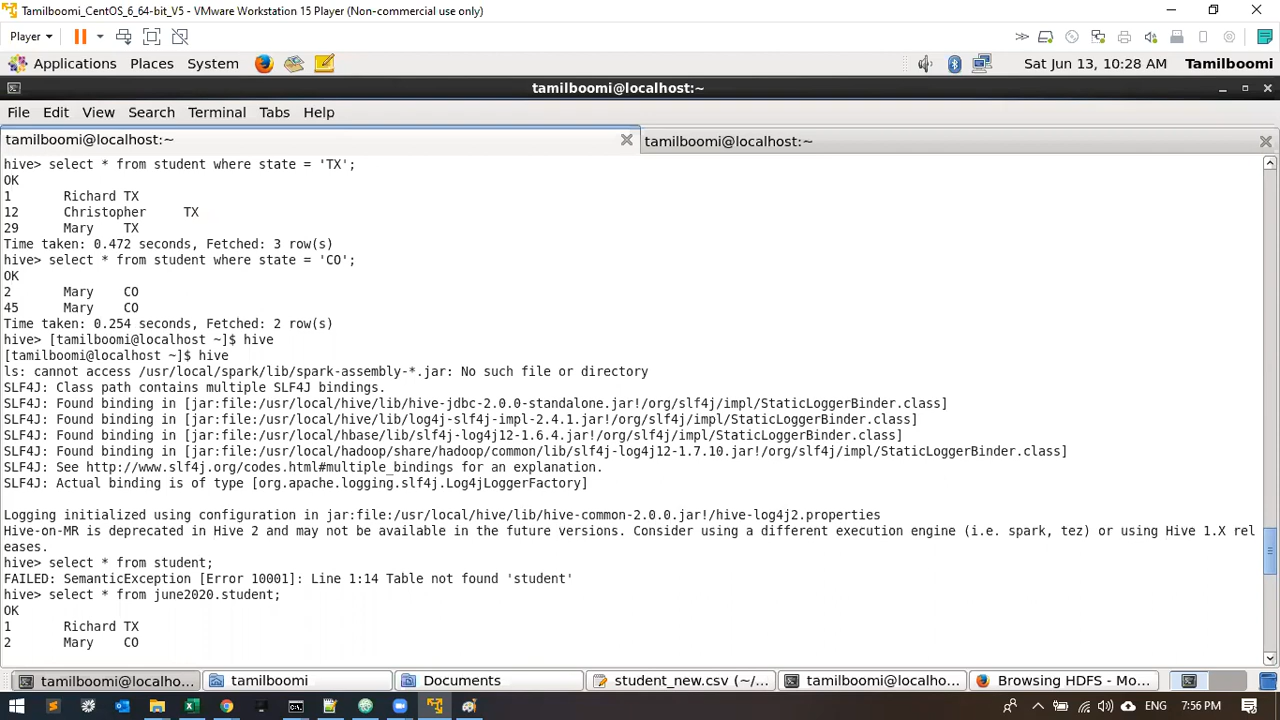 Tamilboomi_CentOS_6_64-bit_V5 - VMware Workstation 15 Player (Non-commercial use only)
Player
Applications Places System Sat Jun 13, 10:28 AM Tamilboomi
tamilboomi@localhost:~
File Edit View Search Terminal Tabs Help
tamilboomi@localhost:~ tamilboomi@localhost:~
hive> select * from student where state = 'TX';
OK
1 Richard TX
12 Christopher TX
29 Mary TX
Time taken: 0.472 seconds, Fetched: 3 row(s)
hive> select * from student where state = 'CO';
OK
2 Mary CO
45 Mary CO
Time taken: 0.254 seconds, Fetched: 2 row(s)
hive> [tamilboomi@localhost ~]$ hive
[tamilboomi@localhost ~]$ hive
ls: cannot access /usr/local/spark/lib/spark-assembly-*.jar: No such file or directory
SLF4J: Class path contains multiple SLF4J bindings.
SLF4J: Found binding in [jar:file:/usr/local/hive/lib/hive-jdbc-2.0.0-standalone.jar!/org/slf4j/impl/StaticLoggerBinder.class]
SLF4J: Found binding in [jar:file:/usr/local/hive/lib/log4j-slf4j-impl-2.4.1.jar!/org/slf4j/impl/StaticLoggerBinder.class]
SLF4J: Found binding in [jar:file:/usr/local/hbase/lib/slf4j-log4j12-1.6.4.jar!/org/slf4j/impl/StaticLoggerBinder.class]
SLF4J: Found binding in [jar:file:/usr/local/hadoop/share/hadoop/common/lib/slf4j-log4j12-1.7.10.jar!/org/slf4j/impl/StaticLoggerBinder.class]
SLF4J: See http://www.slf4j.org/codes.html#multiple_bindings for an explanation.
SLF4J: Actual binding is of type [org.apache.logging.slf4j.Log4jLoggerFactory]
Logging initialized using configuration in jar:file:/usr/local/hive/lib/hive-common-2.0.0.jar!/hive-log4j2.properties
Hive-on-MR is deprecated in Hive 2 and may not be available in the future versions. Consider using a different execution engine (i.e. spark, tez) or using Hive 1.X rel
eases.
hive> select * from student;
FAILED: SemanticException [Error 10001]: Line 1:14 Table not found 'student'
hive> select * from june2020.student;
OK
1 Richard TX
2 Mary CO
tamilboomi@localho... tamilboomi Documents student_new.csv (~/... tamilboomi@localho... Browsing HDFS - Mo...
ENG 7:56 PM